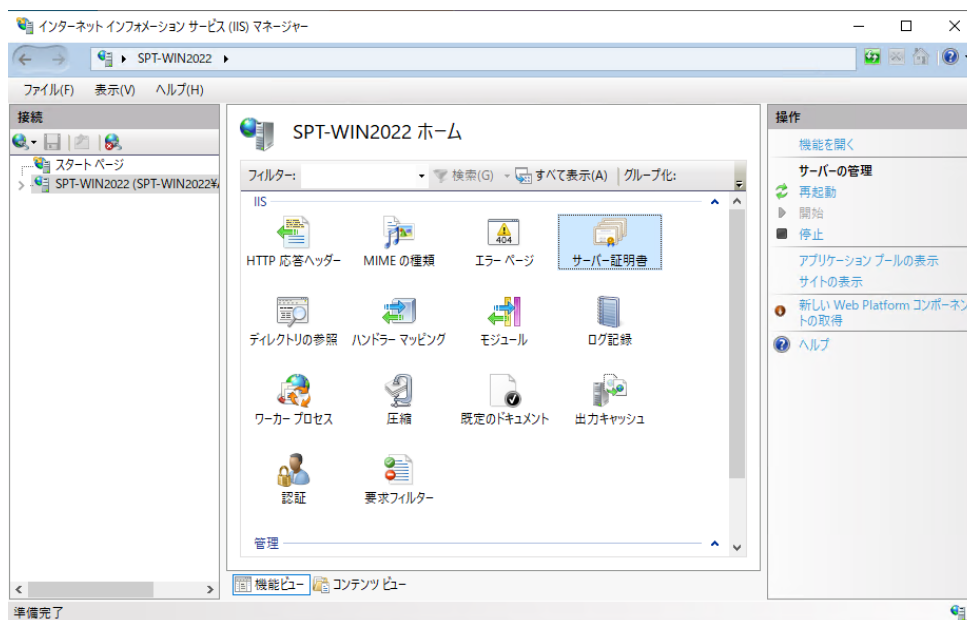 インターネット インフォメーション サービス (IIS) マネージャー
SPT-WIN2022
ファイル(F) 表示(V) ヘルプ(H)
接続
スタート ページ
SPT-WIN2022 (SPT-WIN2022¥
SPT-WIN2022 ホーム
フィルター: 検索(G) すべて表示(A) グループ化:
IIS
HTTP 応答ヘッダー MIME の種類 エラー ページ サーバー証明書
404
ディレクトリの参照 ハンドラー マッピング モジュール ログ記録
ワーカー プロセス 圧縮 既定のドキュメント 出力キャッシュ
認証 要求フィルター
管理
機能ビュー コンテンツ ビュー
操作
機能を開く
サーバーの管理
再起動
開始
停止
アプリケーション プールの表示
サイトの表示
新しい Web Platform コンポーネン
トの取得
ヘルプ
準備完了